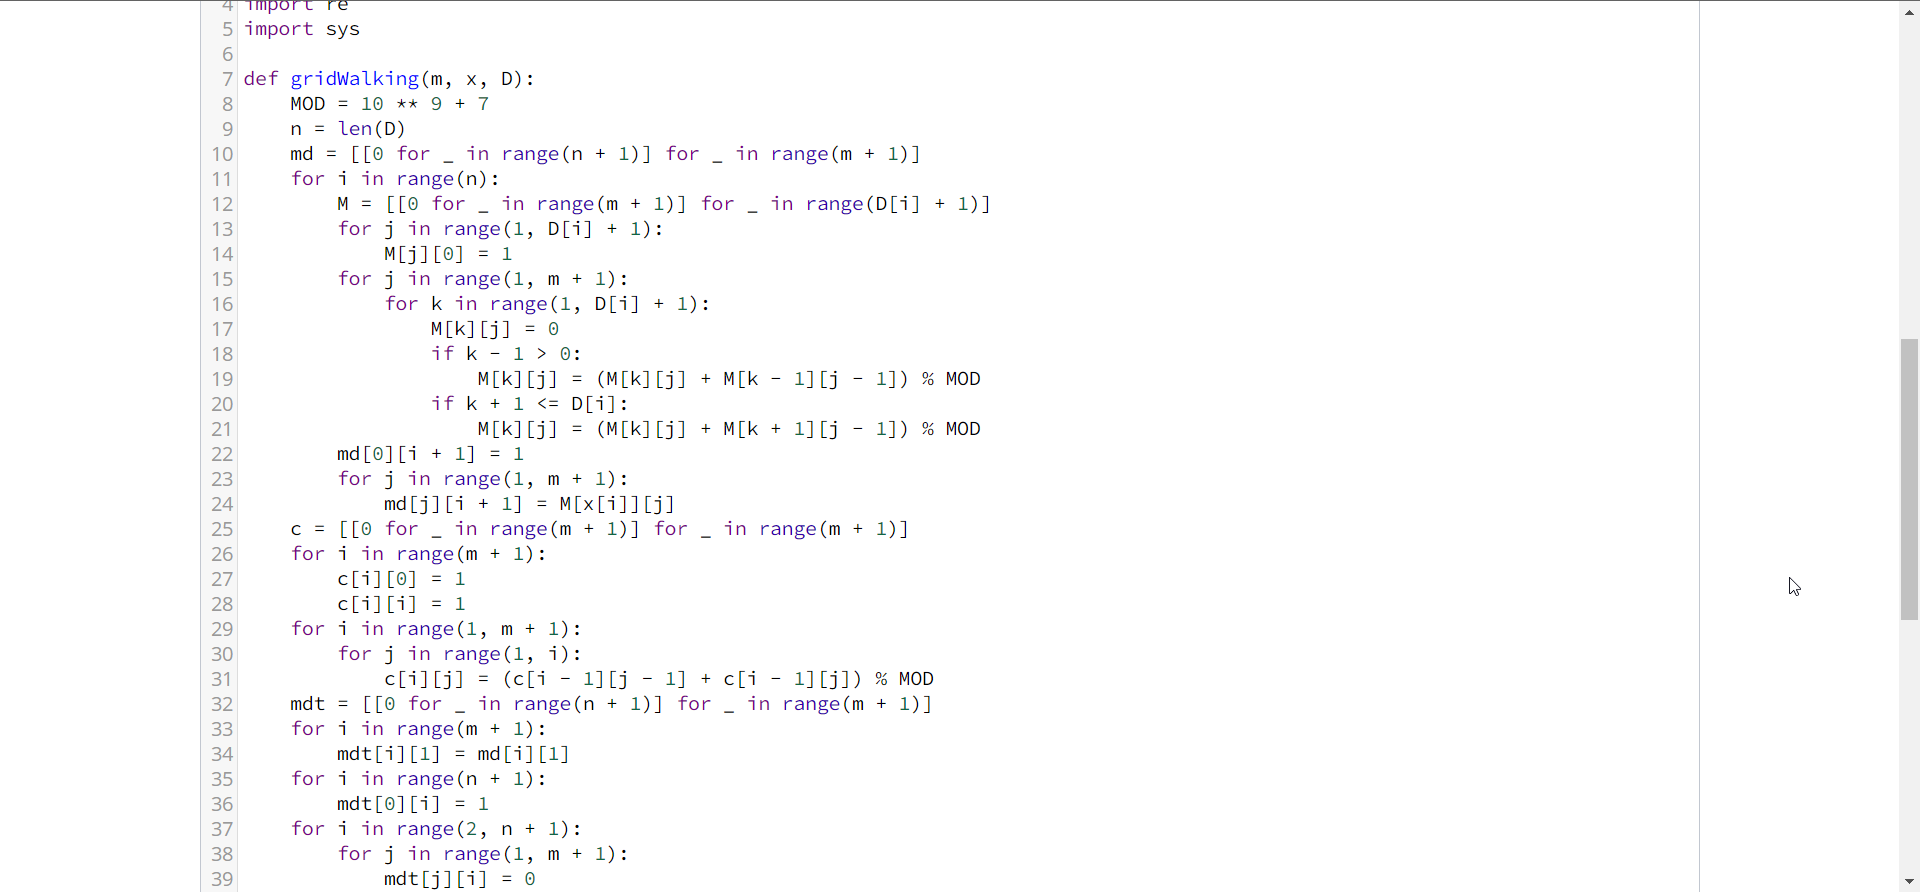 4 import re
5 import sys
6
7 def gridWalking(m, x, D):
8     MOD = 10 ** 9 + 7
9     n = len(D)
10     md = [[0 for _ in range(n + 1)] for _ in range(m + 1)]
11     for i in range(n):
12         M = [[0 for _ in range(m + 1)] for _ in range(D[i] + 1)]
13         for j in range(1, D[i] + 1):
14             M[j][0] = 1
15         for j in range(1, m + 1):
16             for k in range(1, D[i] + 1):
17                 M[k][j] = 0
18                 if k - 1 > 0:
19                     M[k][j] = (M[k][j] + M[k - 1][j - 1]) % MOD
20                 if k + 1 <= D[i]:
21                     M[k][j] = (M[k][j] + M[k + 1][j - 1]) % MOD
22         md[0][i + 1] = 1
23         for j in range(1, m + 1):
24             md[j][i + 1] = M[x[i]][j]
25     c = [[0 for _ in range(m + 1)] for _ in range(m + 1)]
26     for i in range(m + 1):
27         c[i][0] = 1
28         c[i][i] = 1
29     for i in range(1, m + 1):
30         for j in range(1, i):
31             c[i][j] = (c[i - 1][j - 1] + c[i - 1][j]) % MOD
32     mdt = [[0 for _ in range(n + 1)] for _ in range(m + 1)]
33     for i in range(m + 1):
34         mdt[i][1] = md[i][1]
35     for i in range(n + 1):
36         mdt[0][i] = 1
37     for i in range(2, n + 1):
38         for j in range(1, m + 1):
39             mdt[j][i] = 0